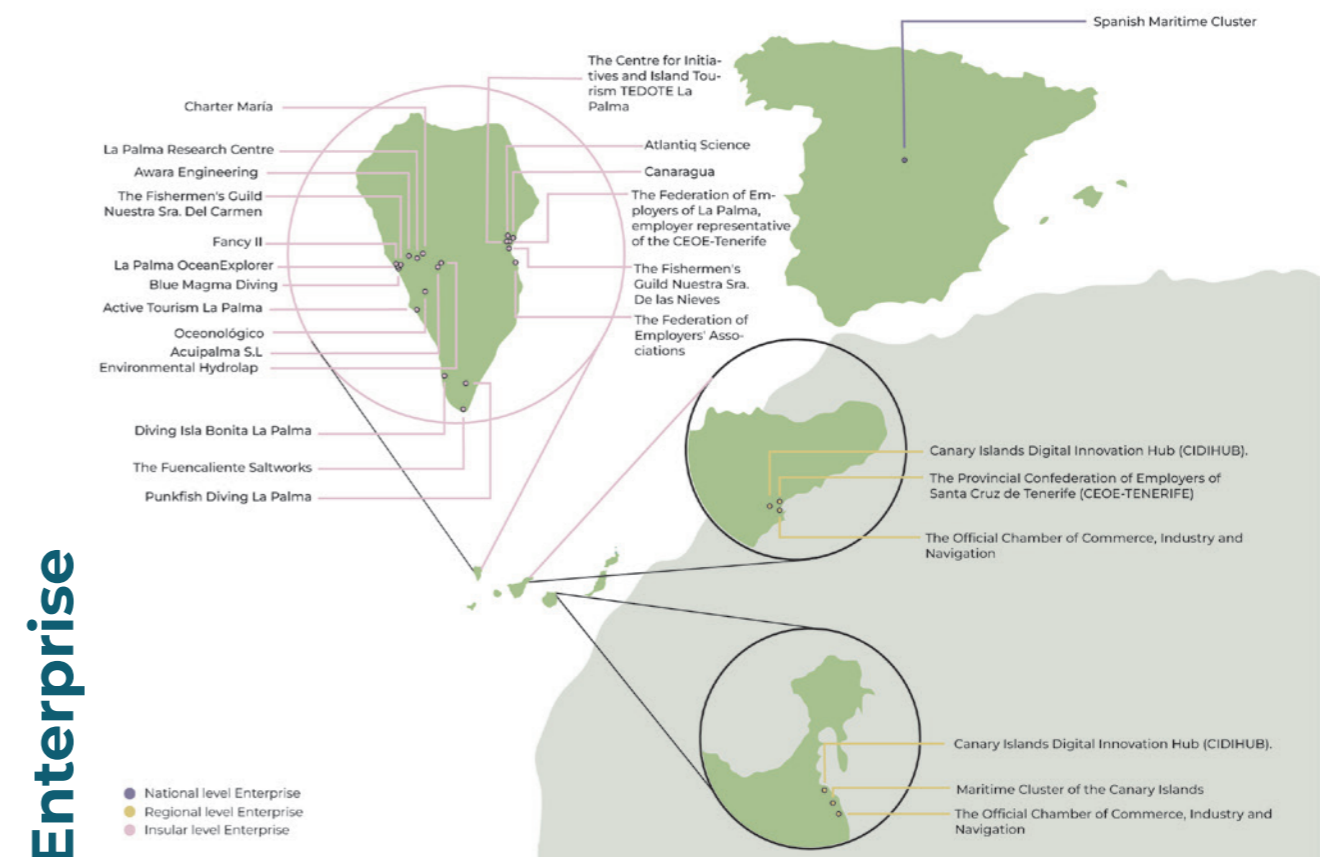 Spanish Maritime Cluster
The Centre for Initia-
tives and Island Tou-
rism TEDOTE La
Palma
Charter María
La Palma Research Centre
Awara Engineering
The Fishermen's Guild
Nuestra Sra. Del Carmen
Fancy II
La Palma OceanExplorer
Blue Magma Diving
Active Tourism La Palma
Oceonológico
Acuipalma S.L
Environmental Hydrolap
Diving Isla Bonita La Palma
The Fuencaliente Saltworks
Punkfish Diving La Palma
Atlantiq Science
Canaragua
The Federation of Em-
ployers of La Palma,
employer representative
of the CEOE-Tenerife
The Fishermen's
Guild Nuestra Sra.
De las Nieves
The Federation of
Employers' Asso-
ciations
Canary Islands Digital Innovation Hub (CIDIHUB).
The Provincial Confederation of Employers of
Santa Cruz de Tenerife (CEOE-TENERIFE)
The Official Chamber of Commerce, Industry and
Navigation
Canary Islands Digital Innovation Hub (CIDIHUB).
Maritime Cluster of the Canary Islands
The Official Chamber of Commerce, Industry and
Navigation
Enterprise
National level Enterprise
Regional level Enterprise
Insular level Enterprise